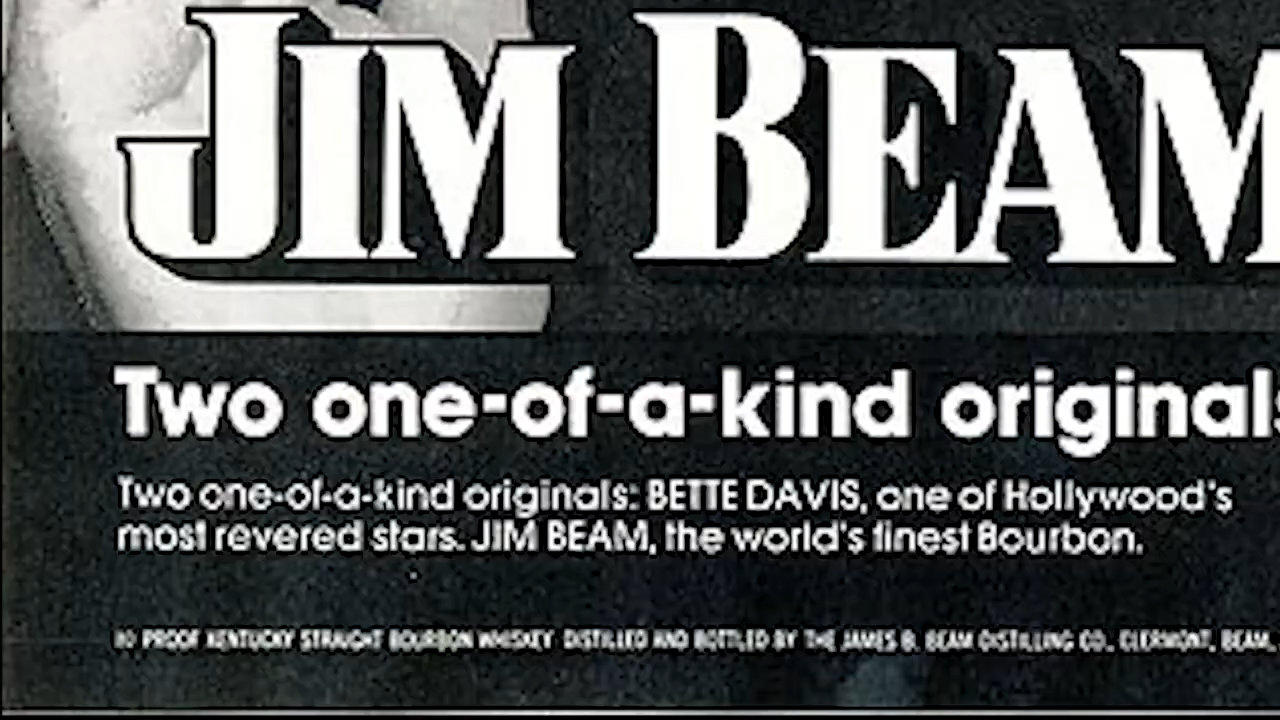 JIM BEAM
Two one-of-a-kind originals
Two one-of-a-kind originals: BETTE DAVIS, one of Hollywood's
most revered stars. JIM BEAM, the world's finest Bourbon.
80 PROOF KENTUCKY STRAIGHT BOURBON WHISKEY DISTILLED AND BOTTLED BY THE JAMES B. BEAM DISTILLING CO., CLERMONT, BEAM,